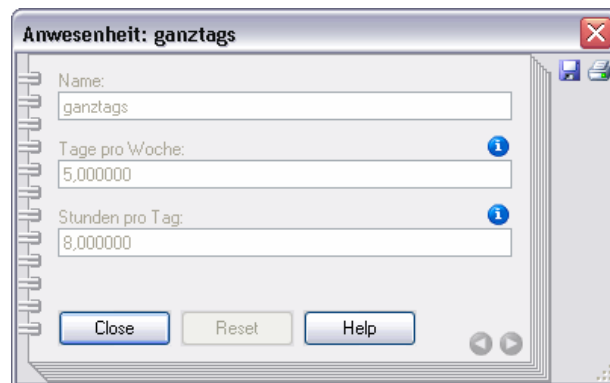 Anwesenheit: ganztags
Name:
ganztags
Tage pro Woche:
5,000000
Stunden pro Tag:
8,000000
Close Reset Help